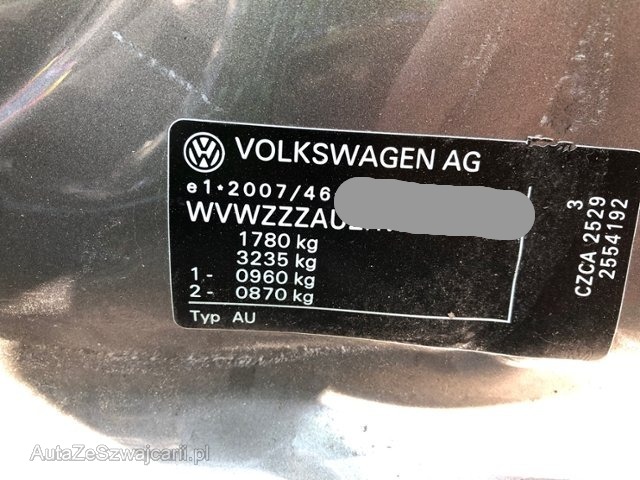 VOLKSWAGEN AG
e1*2007/46
WVWZZZAU
1780 kg
3235 kg
1 - 0960 kg
2 - 0870 kg
Typ AU
3
CZCA 2529
2554192
AutaZeSzwajcarii.pl